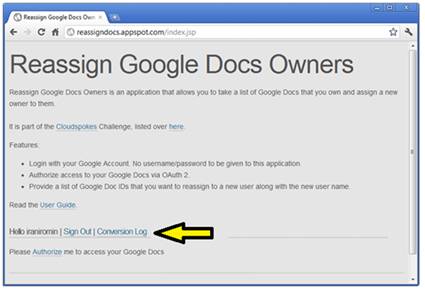 Reassign Google Docs Own
reassigndocs.appspot.com/index.jsp
Reassign Google Docs Owners
Reassign Google Docs Owners is an application that allows you to take a list of Google Docs that you own and assign a new
owner to them.
It is part of the Cloudspokes Challenge, listed over here.
Features:
Login with your Google Account. No username/password to be given to this application.
Authorize access to your Google Docs via OAuth 2.
Provide a list of Google Doc IDs that you want to reassign to a new user along with the new user name.
Read the User Guide.
Hello iraniromin | Sign Out | Conversion Log
Please Authorize me to access your Google Docs